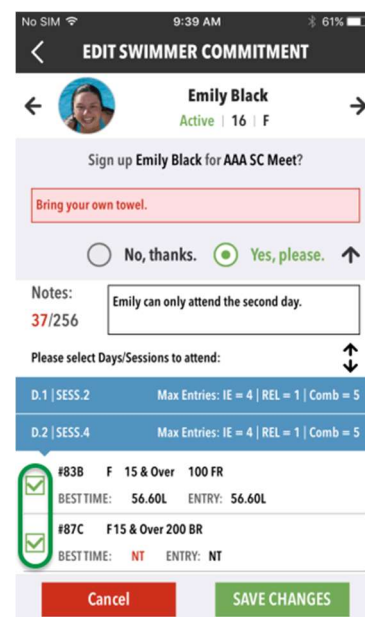 No SIM 9:39 AM 61%
EDIT SWIMMER COMMITMENT
Emily Black
Active | 16 | F
Sign up Emily Black for AAA SC Meet?
Bring your own towel.
No, thanks. Yes, please.
Notes:
37/256
Emily can only attend the second day.
Please select Days/Sessions to attend:
D.1 | SESS.2 Max Entries: IE = 4 | REL = 1 | Comb = 5
D.2 | SESS.4 Max Entries: IE = 4 | REL = 1 | Comb = 5
#83B F 15 & Over 100 FR
BEST TIME: 56.60L ENTRY: 56.60L
#87C F 15 & Over 200 BR
BEST TIME: NT ENTRY: NT
Cancel SAVE CHANGES